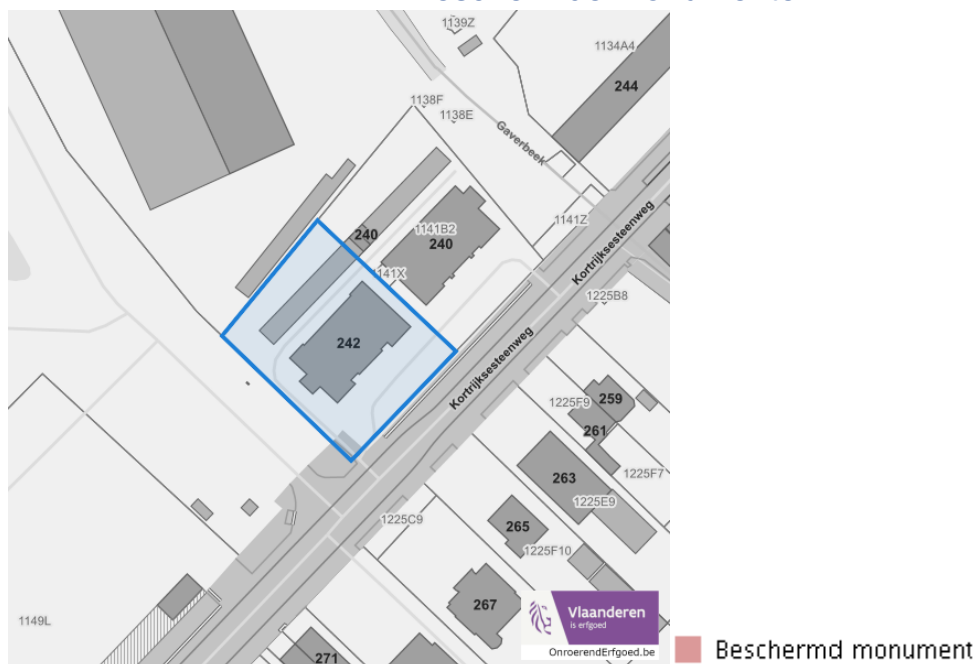 1139Z
1134A4
244
1138F
1138E
Gaverbeek
1141Z
Kortrijksesteenweg
240
1141B2
240
1141X
1225B8
242
Kortrijksesteenweg
259
1225F9
261
263
1225F7
1225E9
1225C9
265
1225F10
267
1149L
271
Vlaanderen
is erfgoed
OnroerendErfgoed.be
Beschermd monument